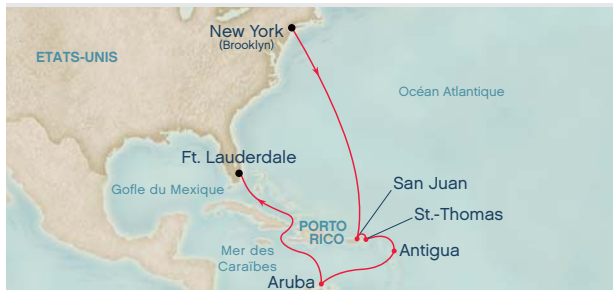 New York
(Brooklyn)
ETATS-UNIS
Océan Atlantique
Ft. Lauderdale
Gofle du Mexique
San Juan
St.-Thomas
PORTO
RICO
Mer des
Caraïbes
Antigua
Aruba